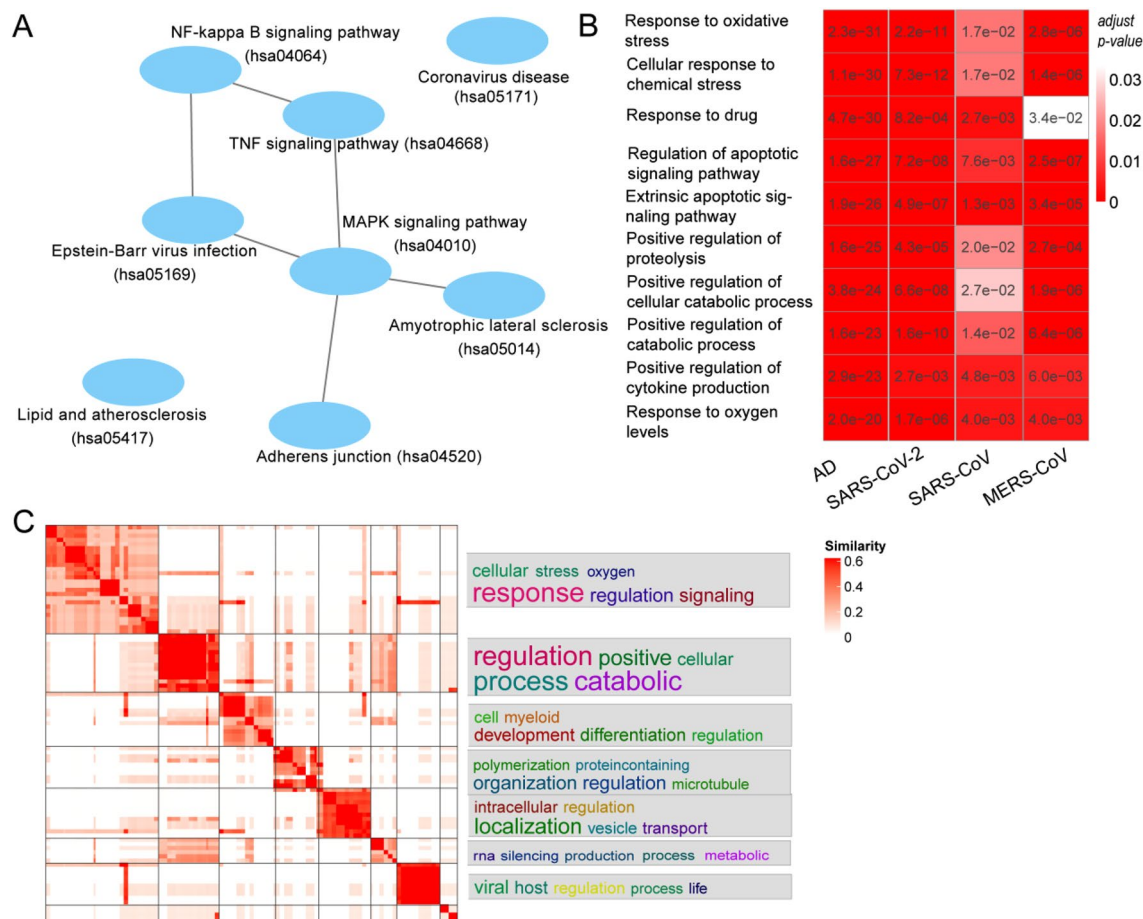 A
NF-kappa B signaling pathway
(hsa04064)
Coronavirus disease
(hsa05171)
TNF signaling pathway (hsa04668)
MAPK signaling pathway
(hsa04010)
Epstein-Barr virus infection
(hsa05169)
Amyotrophic lateral sclerosis
(hsa05014)
Lipid and atherosclerosis
(hsa05417)
Adherens junction (hsa04520)
B
Response to oxidative
stress
2.3e−31 2.2e−11 1.7e−02 2.8e−06
Cellular response to
chemical stress
1.1e−30 7.3e−12 1.7e−02 1.4e−06
Response to drug
4.7e−30 8.2e−04 2.7e−03 3.4e−02
Regulation of apoptotic
signaling pathway
1.6e−27 7.2e−08 7.6e−03 2.5e−07
Extrinsic apoptotic sig-
naling pathway
1.9e−26 4.9e−07 1.3e−03 3.4e−05
Positive regulation of
proteolysis
1.6e−25 4.3e−05 2.0e−02 2.7e−04
Positive regulation of
cellular catabolic process
3.8e−24 6.6e−08 2.7e−02 1.9e−06
Positive regulation of
catabolic process
1.6e−23 1.6e−10 1.4e−02 6.4e−06
Positive regulation of
cytokine production
2.9e−23 2.7e−03 4.8e−03 6.0e−03
Response to oxygen
levels
2.0e−20 1.7e−06 4.0e−03 4.0e−03
AD
SARS-CoV-2
SARS-CoV
MERS-CoV
adjust
p-value
0.03
0.02
0.01
0
C
cellular stress oxygen
response regulation signaling
regulation positive cellular
process catabolic
cell myeloid
development differentiation regulation
polymerization proteincontaining
organization regulation microtubule
intracellular regulation
localization vesicle transport
rna silencing production process metabolic
viral host regulation process life
Similarity
0.6
0.4
0.2
0